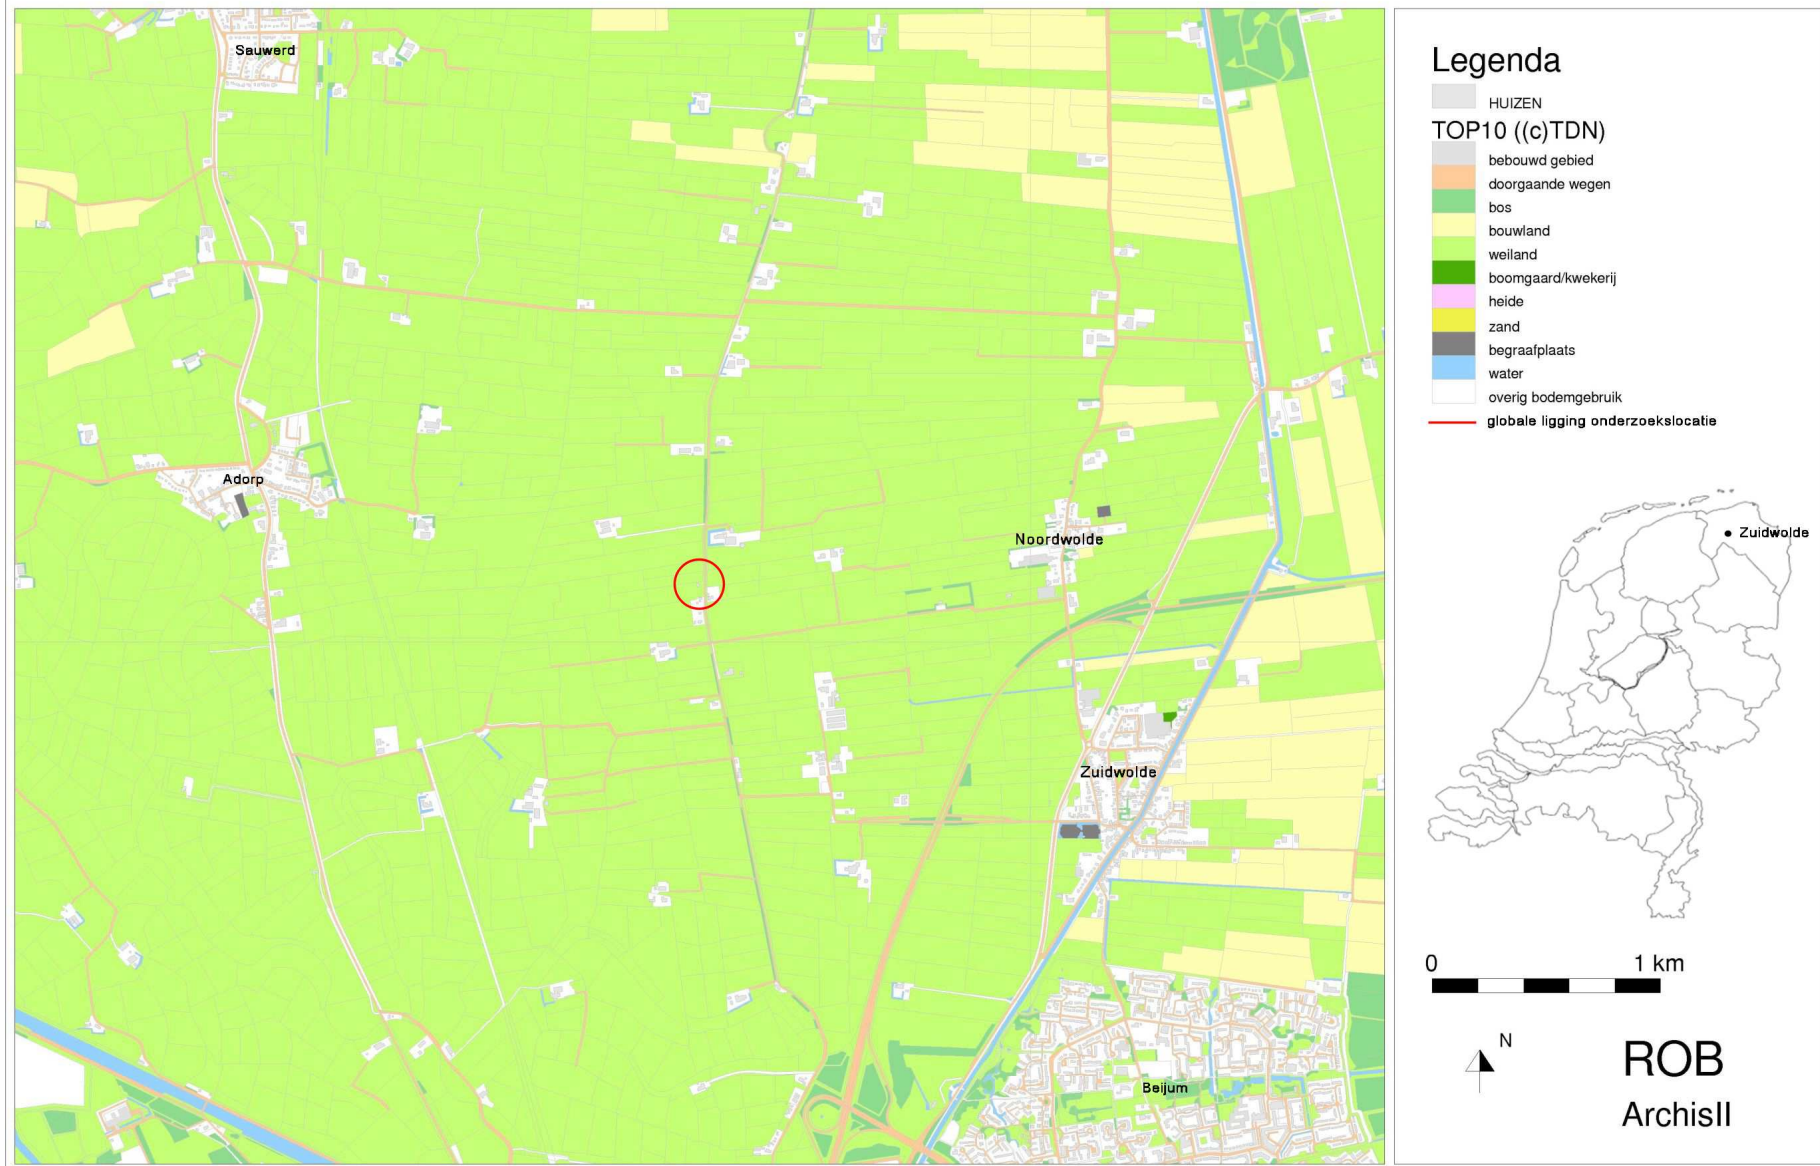 Sauwerd
Adorp
Noordwolde
Zuidwolde
Beijum
Legenda
HUIZEN
TOP10 ((c)TDN)
bebouwd gebied
doorgaande wegen
bos
bouwland
weiland
boomgaard/kwekerij
heide
zand
begraafplaats
water
overig bodemgebruik
globale ligging onderzoekslocatie
Zuidwolde
0 1 km
N
ROB
ArchisII